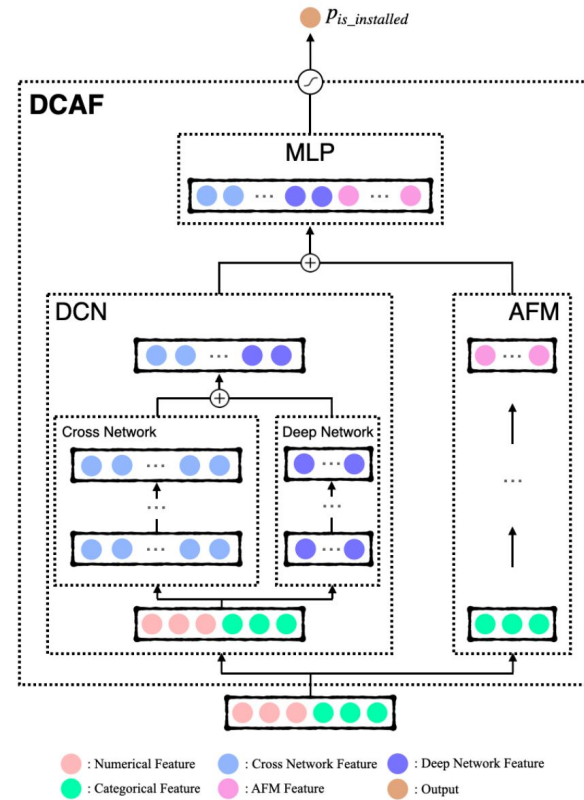 p_is_installed
DCAF
MLP
DCN
AFM
Cross Network
Deep Network
: Numerical Feature
: Cross Network Feature
: Deep Network Feature
: Categorical Feature
: AFM Feature
: Output